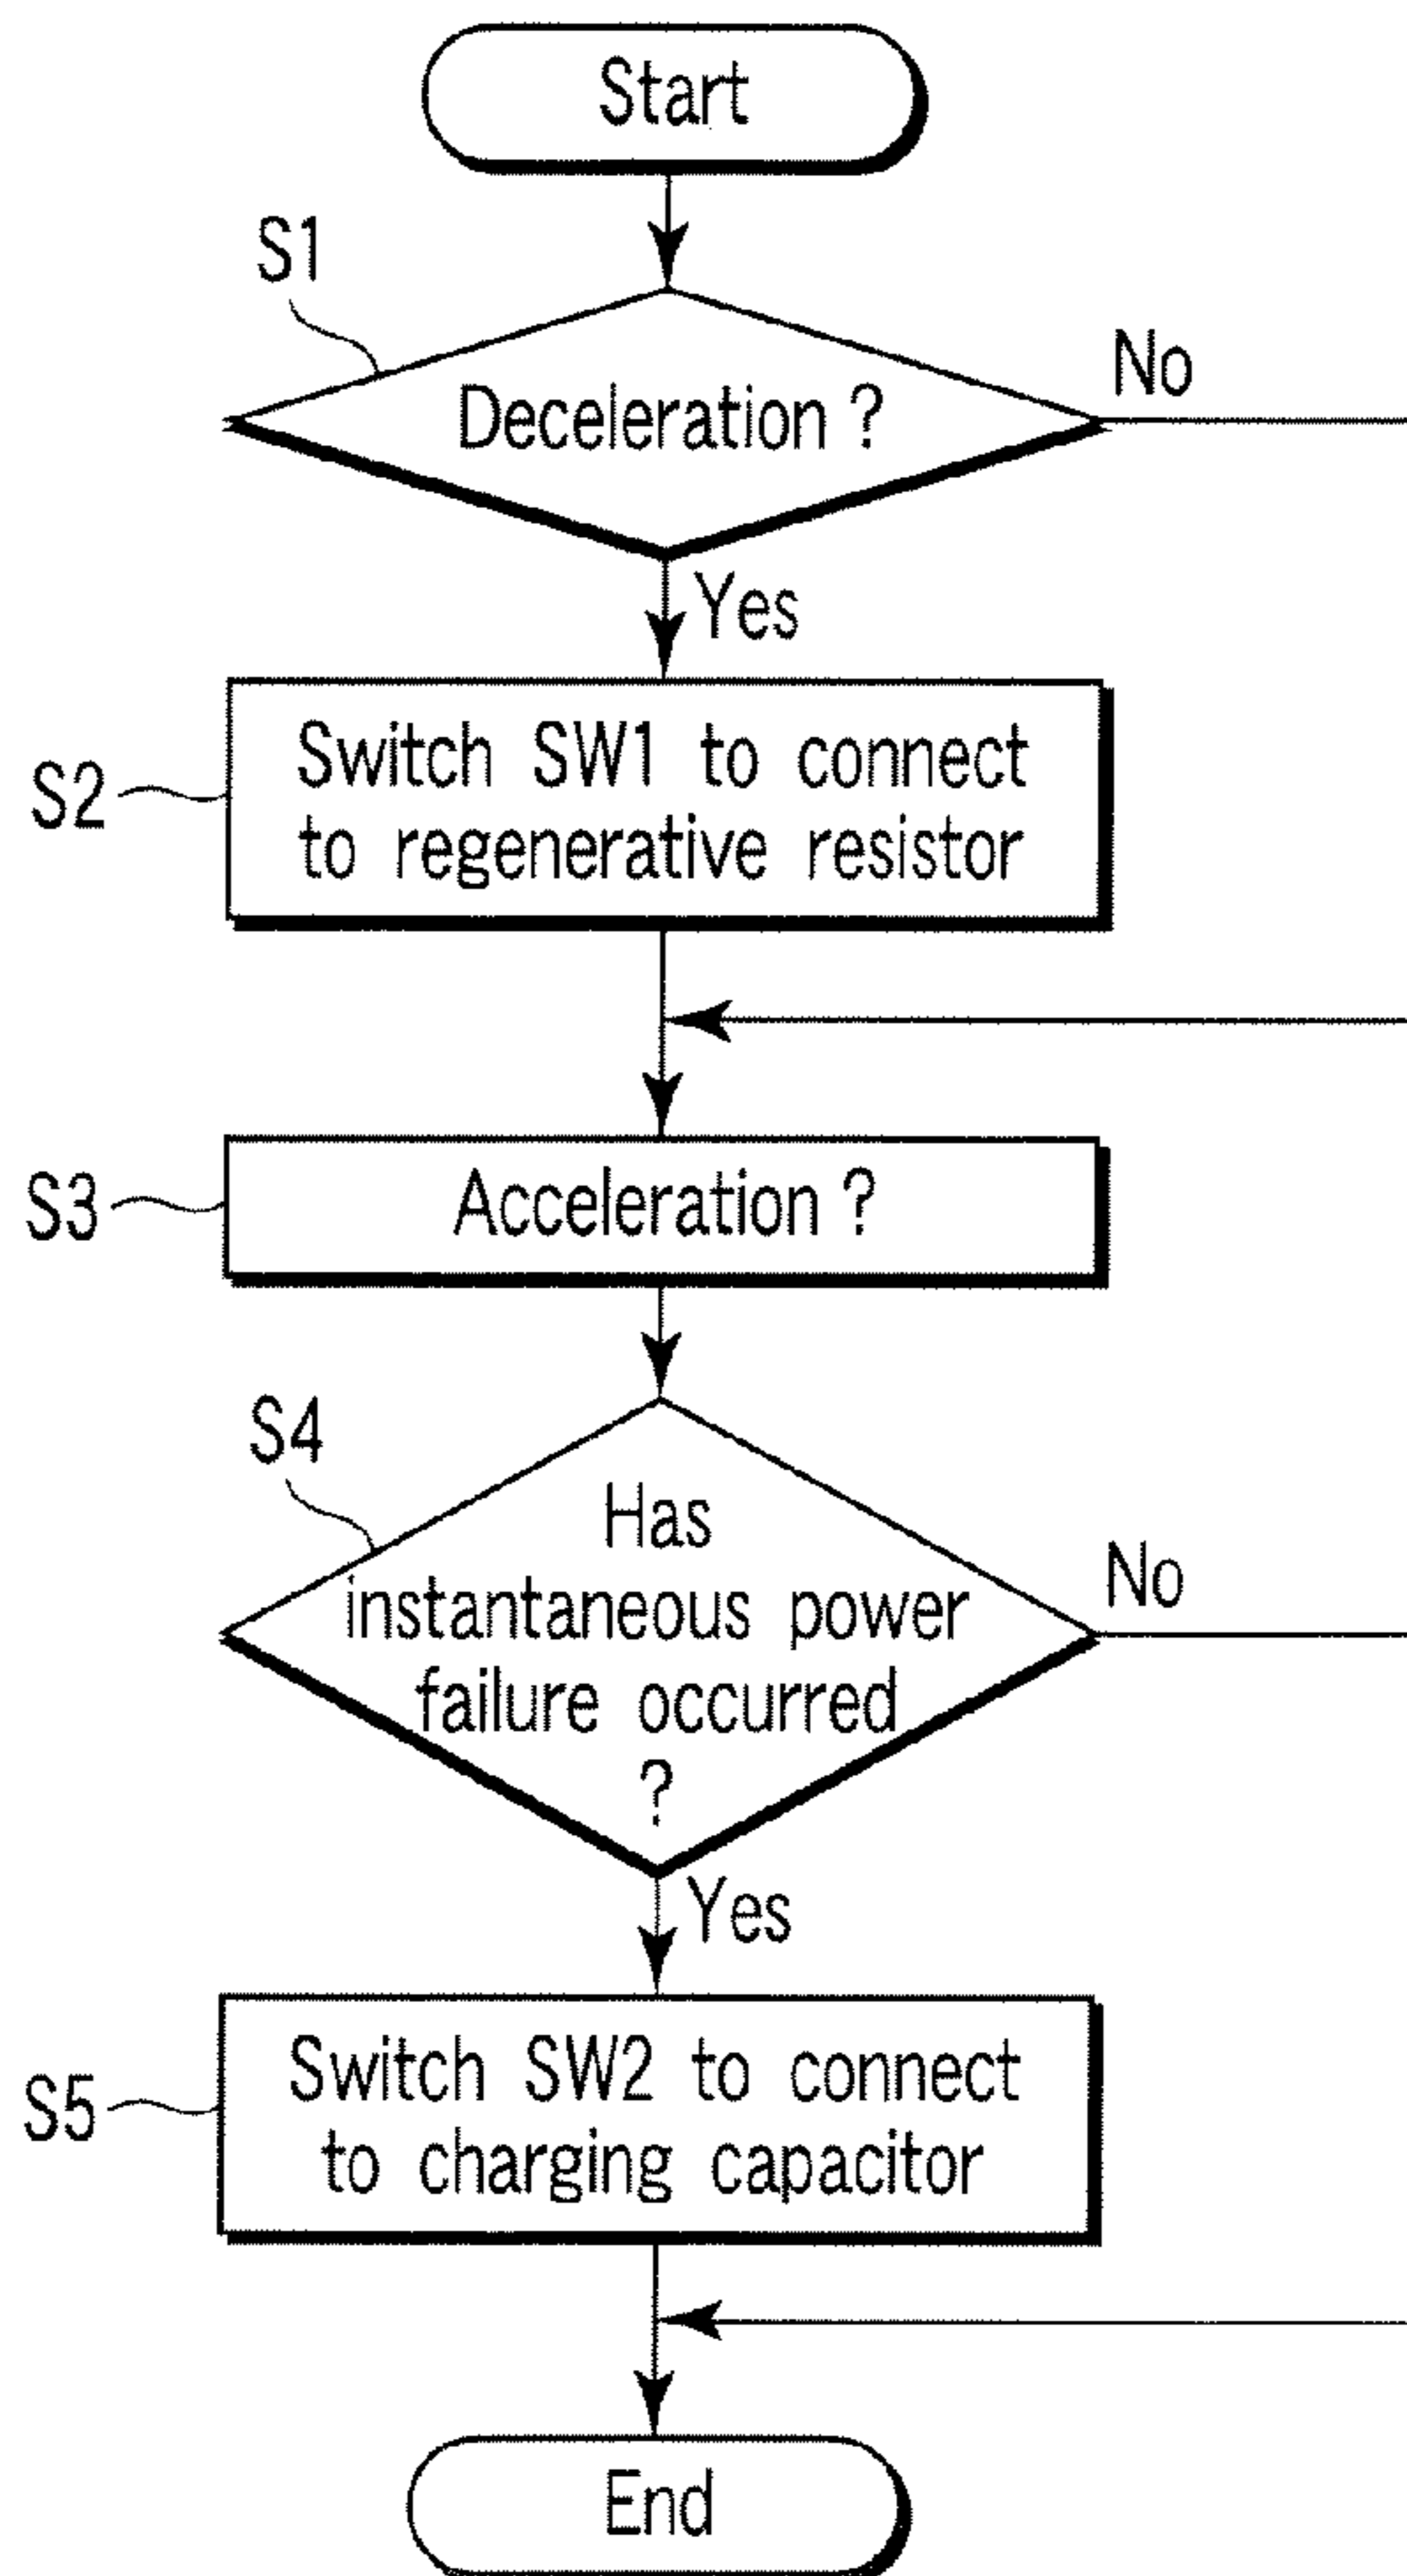 Start
S1
Deceleration ?
No
Yes
S2
Switch SW1 to connect
to regenerative resistor
S3
Acceleration ?
S4
Has
instantaneous power
failure occurred
?
No
Yes
S5
Switch SW2 to connect
to charging capacitor
End